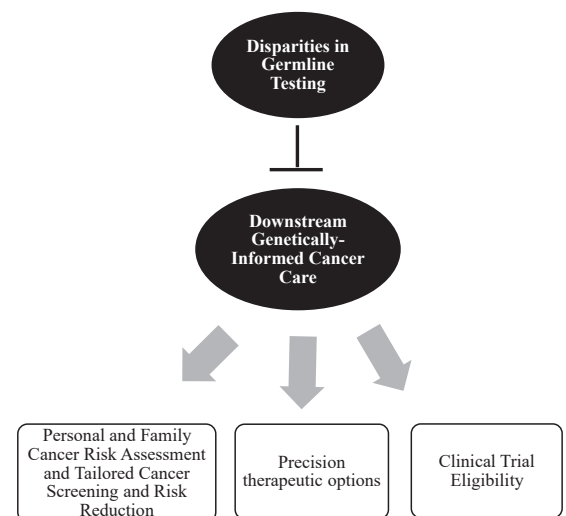 Disparities in
Germline
Testing
Downstream
Genetically-
Informed Cancer
Care
Personal and Family
Cancer Risk Assessment
and Tailored Cancer
Screening and Risk
Reduction
Precision
therapeutic options
Clinical Trial
Eligibility